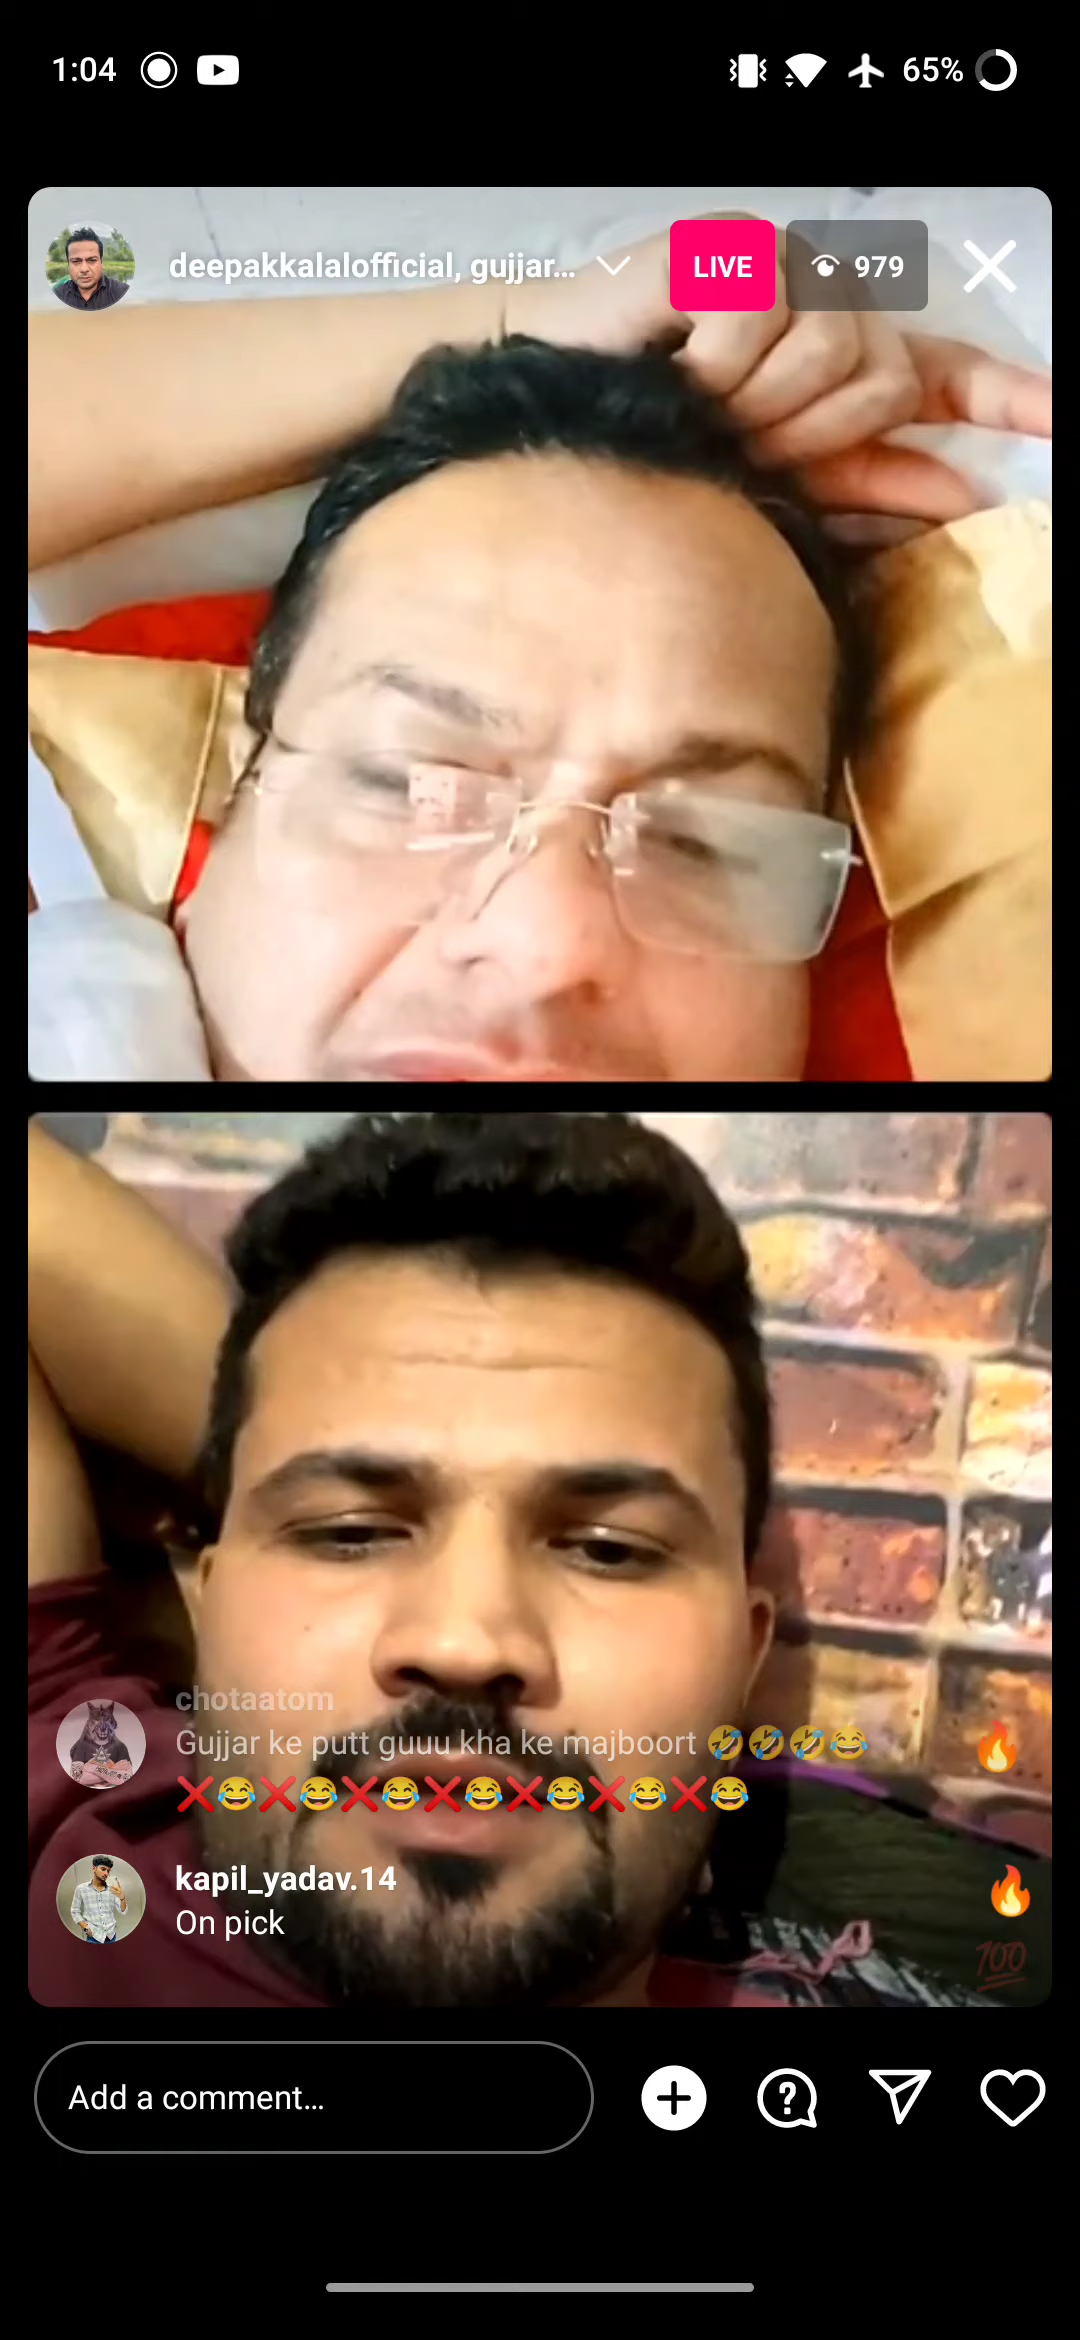 1:04 65%
deepakkalalofficial, gujjar... LIVE 979
chotaatom
Gujjar ke putt guuu kha ke majboort 🤣🤣🤣😂
❌😂❌😂❌😂❌😂❌😂❌😂❌😂
kapil_yadav.14
On pick
💯
Add a comment...